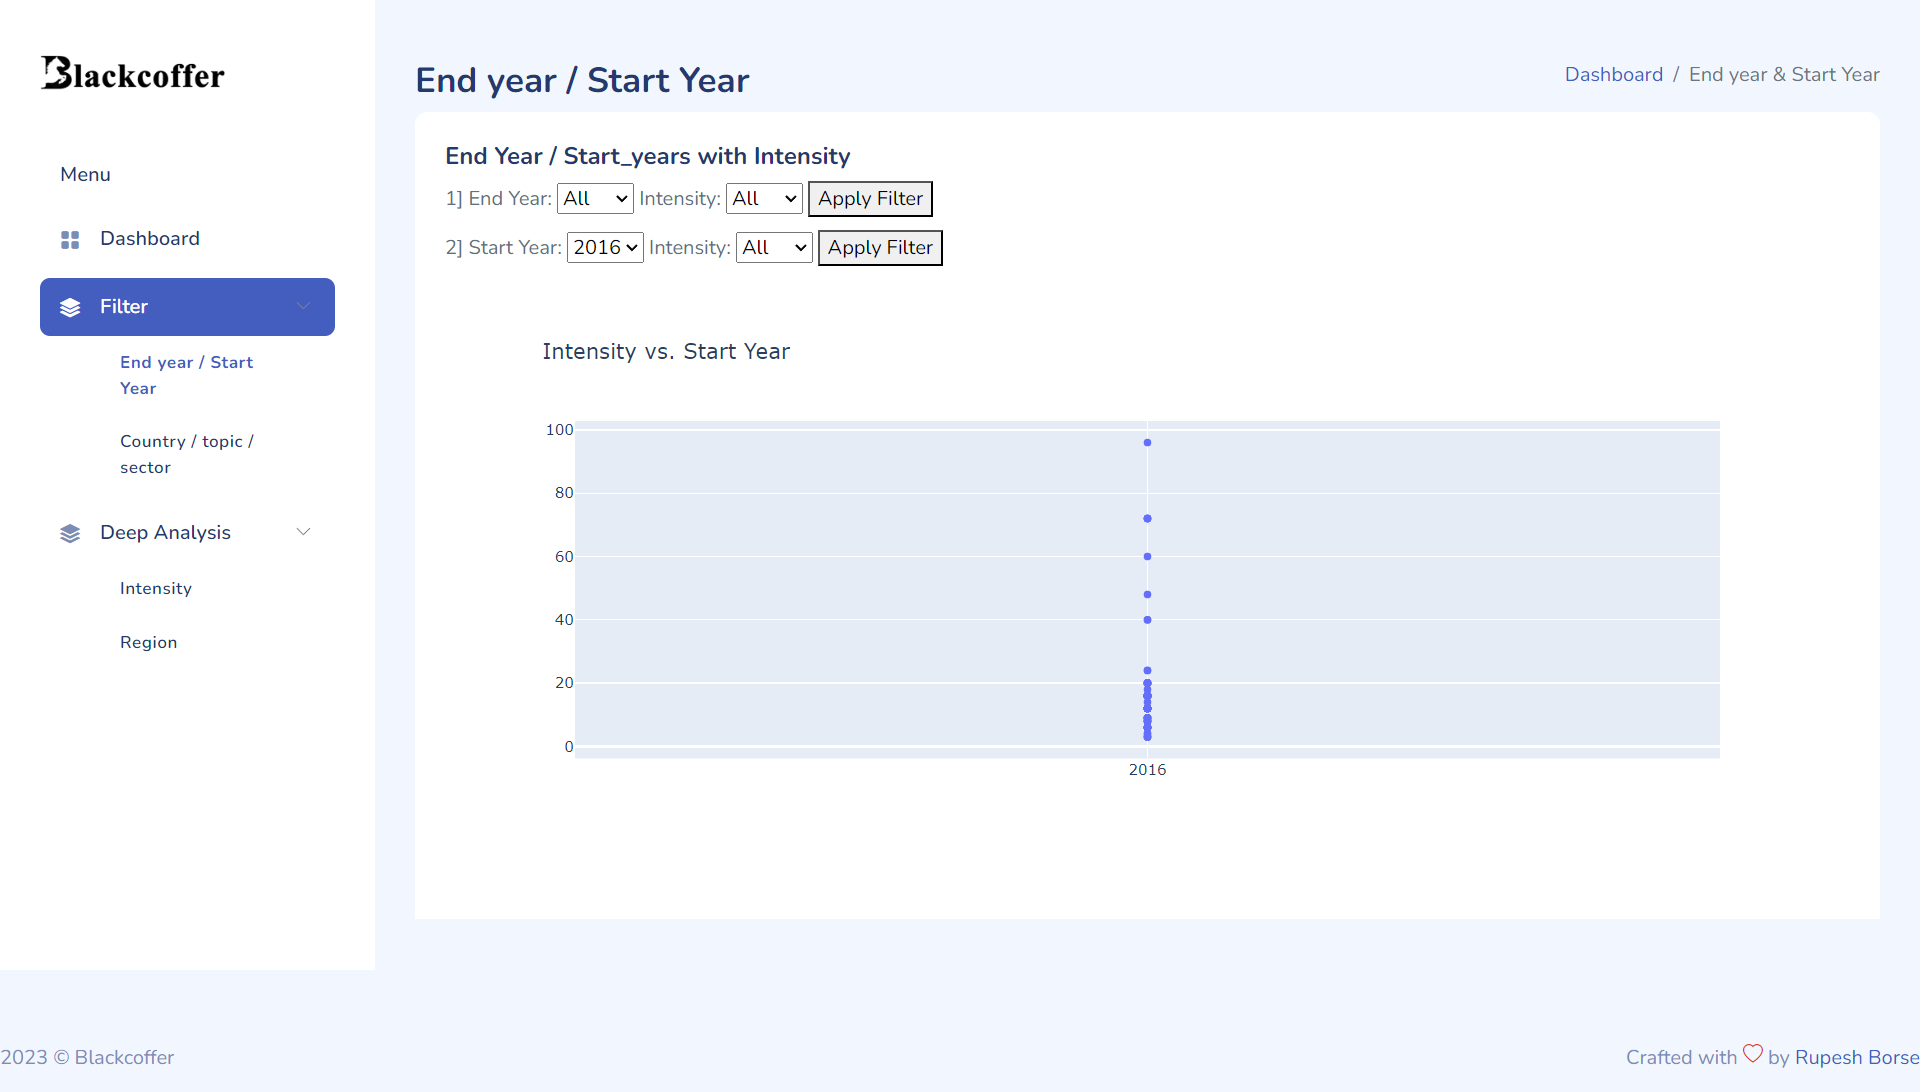 Blackcoffer
Menu
Dashboard
Filter
End year / Start
Year
Country / topic /
sector
Deep Analysis
Intensity
Region
End year / Start Year
Dashboard / End year & Start Year
End Year / Start_years with Intensity
1] End Year: All Intensity: All Apply Filter
2] Start Year: 2016 Intensity: All Apply Filter
Intensity vs. Start Year
100
80
60
40
20
0
2016
2023 © Blackcoffer
Crafted with by Rupesh Borse